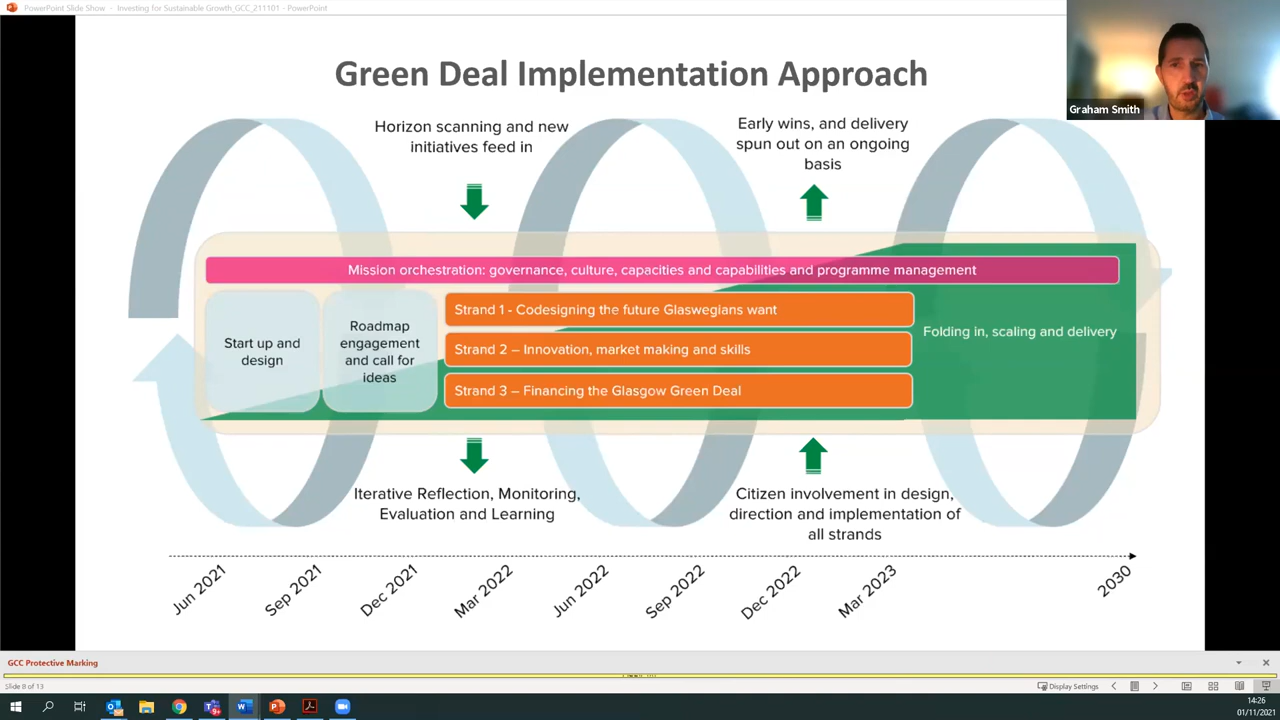 PowerPoint Slide Show - Investing for Sustainable Growth_GCC_211101 - PowerPoint
Graham Smith
Green Deal Implementation Approach
Horizon scanning and new
initiatives feed in
Early wins, and delivery
spun out on an ongoing
basis
Mission orchestration: governance, culture, capacities and capabilities and programme management
Start up and
design
Roadmap
engagement
and call for
ideas
Strand 1 - Codesigning the future Glaswegians want
Strand 2 – Innovation, market making and skills
Strand 3 – Financing the Glasgow Green Deal
Folding in, scaling and delivery
Iterative Reflection, Monitoring,
Evaluation and Learning
Citizen involvement in design,
direction and implementation of
all strands
Jun 2021
Sep 2021
Dec 2021
Mar 2022
Jun 2022
Sep 2022
Dec 2022
Mar 2023
2030
GCC Protective Marking
Slide 8 of 13
Display Settings
14:26
01/11/2021